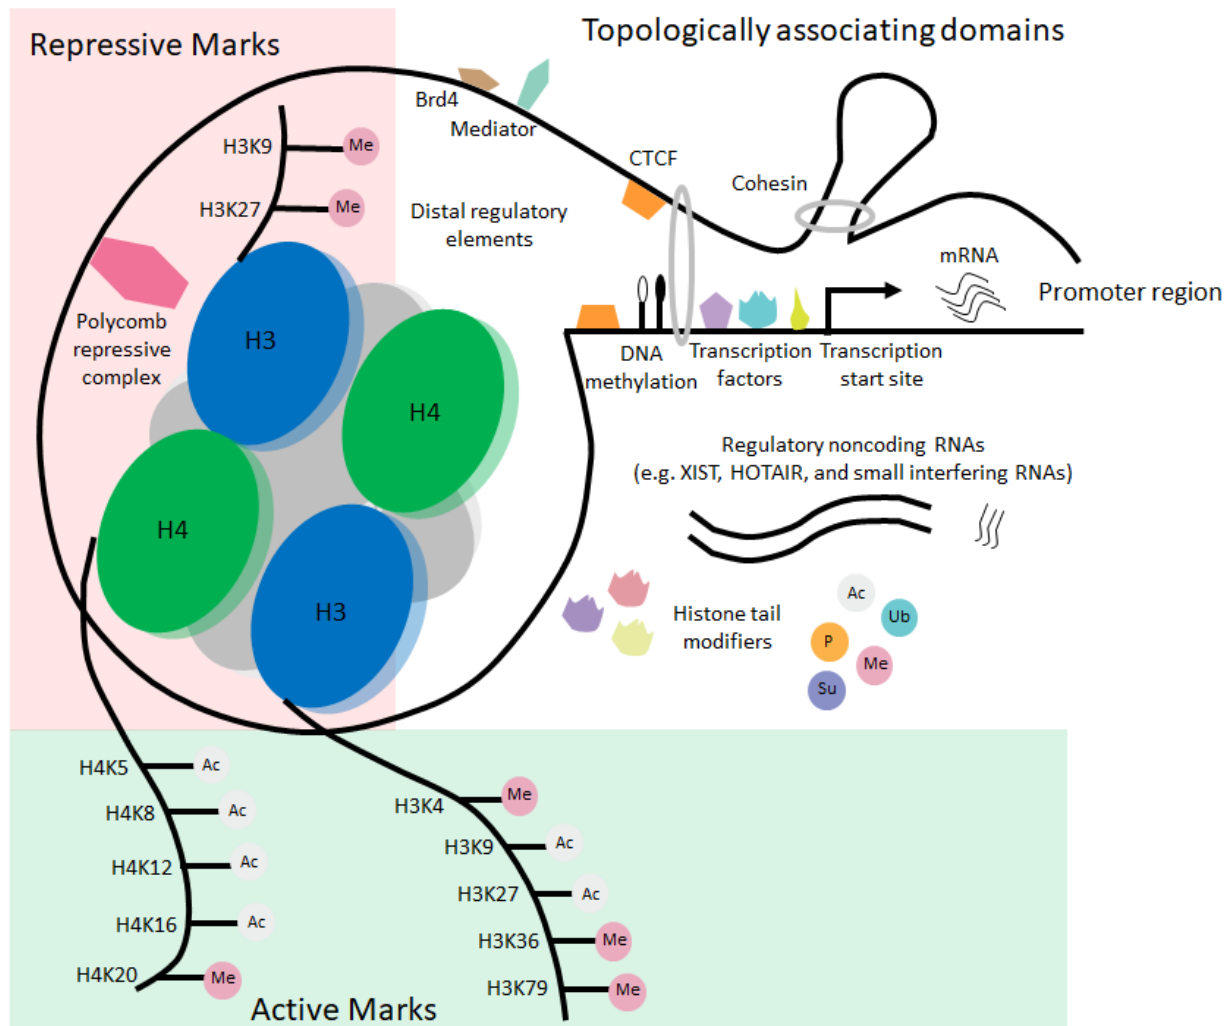 Repressive Marks
Topologically associating domains
Brd4
Mediator
H3K9
Me
H3K27
Me
CTCF
Cohesin
Distal regulatory
elements
mRNA
Promoter region
Polycomb
repressive
complex
H3
H4
DNA
methylation
Transcription
factors
Transcription
start site
Regulatory noncoding RNAs
(e.g. XIST, HOTAIR, and small interfering RNAs)
H4
H3
Histone tail
modifiers
Ac
Ub
P
Me
Su
H4K5
Ac
H4K8
Ac
H4K12
Ac
H4K16
Ac
H4K20
Me
H3K4
Me
H3K9
Ac
H3K27
Ac
H3K36
Me
H3K79
Me
Active Marks